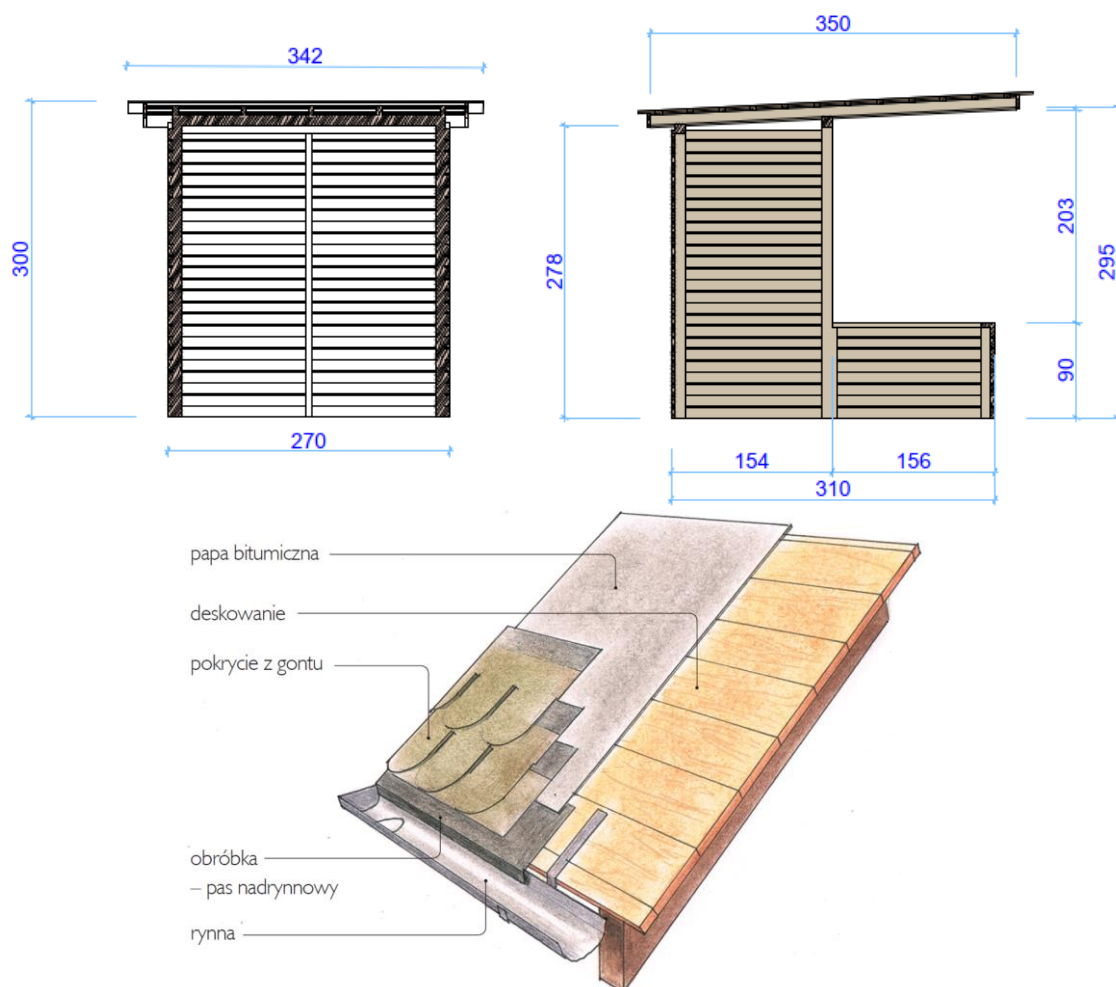 342
300
270
350
278
203
295
90
154
156
310
papa bitumiczna
deskowanie
pokrycie z gontu
obróbka
– pas nadrynnowy
rynna